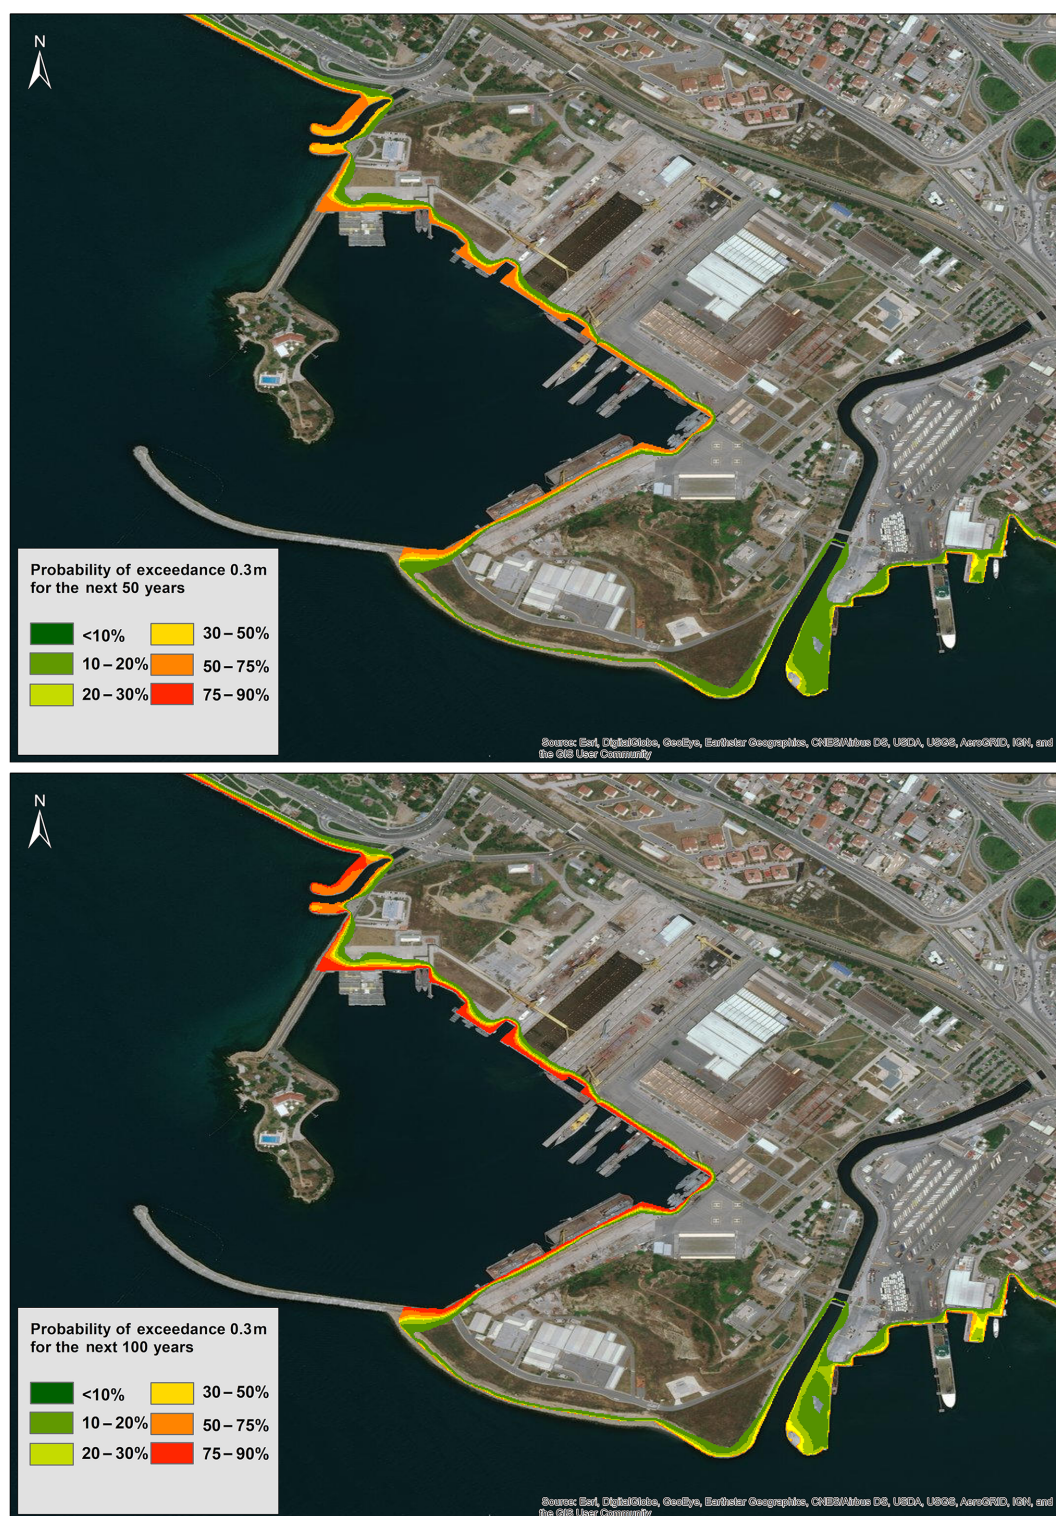 N
Probability of exceedance 0.3m
for the next 50 years
<10% 30–50%
10–20% 50–75%
20–30% 75–90%
Source: Esri, DigitalGlobe, GeoEye, Earthstar Geographics, CNES/Airbus DS, USDA, USGS, AeroGRID, IGN, and
the GIS User Community
N
Probability of exceedance 0.3m
for the next 100 years
<10% 30–50%
10–20% 50–75%
20–30% 75–90%
Source: Esri, DigitalGlobe, GeoEye, Earthstar Geographics, CNES/Airbus DS, USDA, USGS, AeroGRID, IGN, and
the GIS User Community